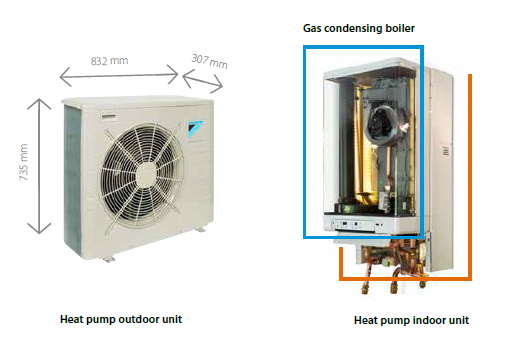 Gas condensing boiler
832 mm
307 mm
735 mm
Heat pump outdoor unit
Heat pump indoor unit